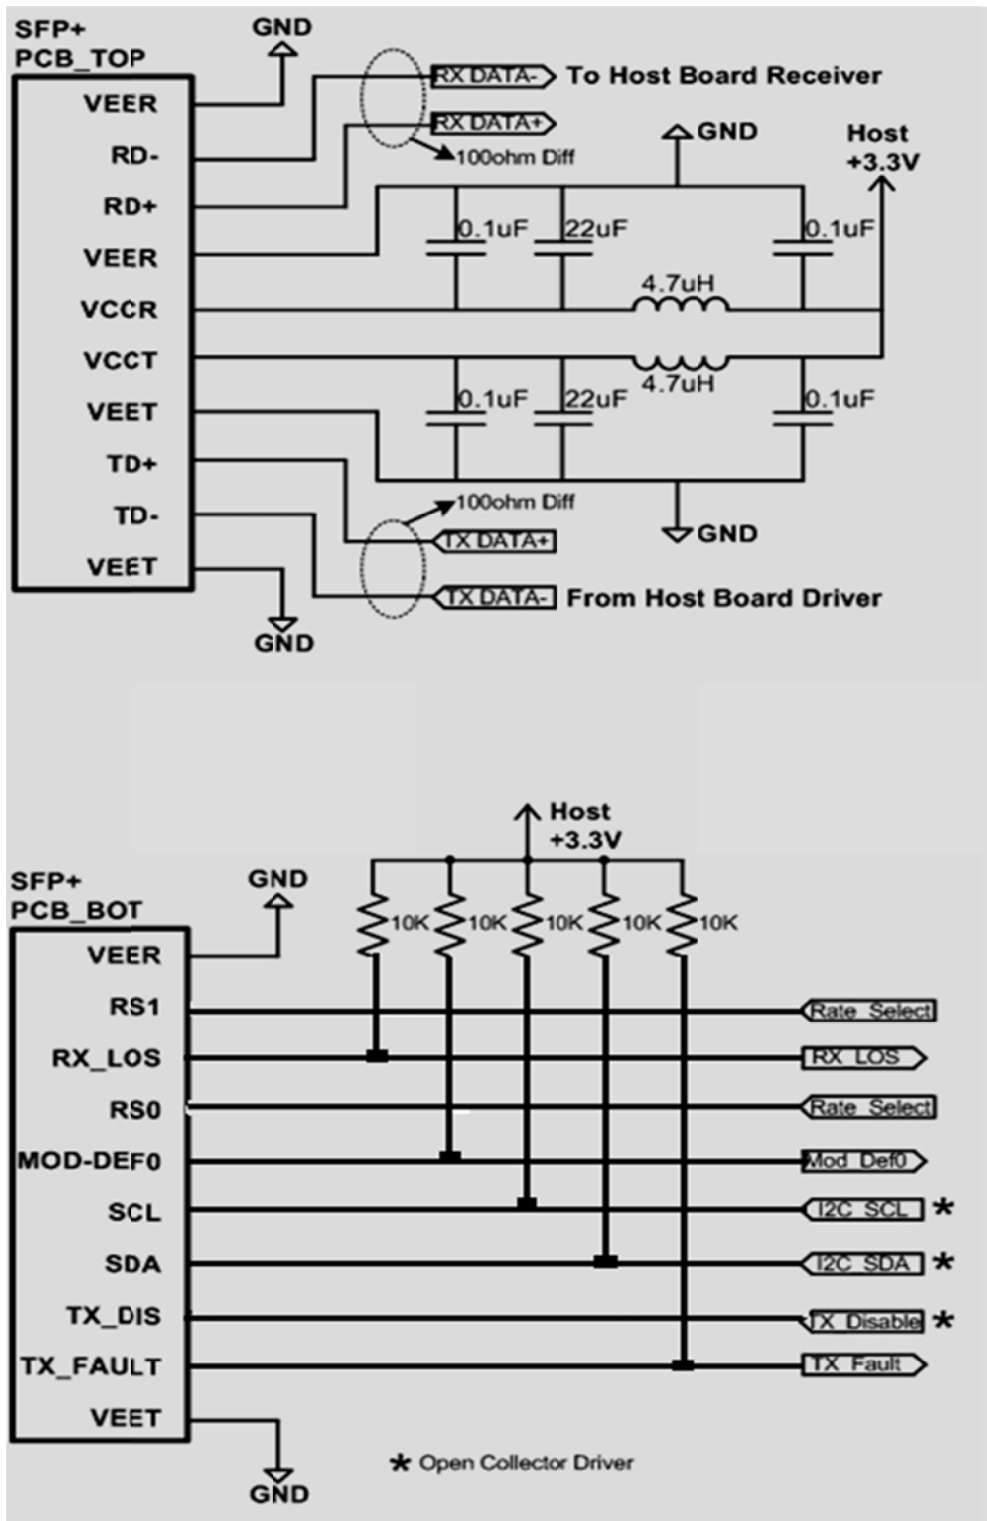 SFP+
PCB_TOP
GND
VEER
RX DATA- To Host Board Receiver
RD-
RX DATA+
100ohm Diff
GND
Host
+3.3V
RD+
VEER
0.1uF
22uF
0.1uF
4.7uH
VCCR
VCCT
4.7uH
0.1uF
22uF
0.1uF
VEET
TD+
TD-
100ohm Diff
TX DATA+
GND
VEET
TX DATA- From Host Board Driver
GND
Host
+3.3V
SFP+
PCB_BOT
GND
10K 10K 10K 10K 10K
VEER
RS1 Rate Select
RX_LOS RX LOS
RS0 Rate Select
MOD-DEF0 Mod Def0
SCL I2C SCL *
SDA I2C SDA *
TX_DIS TX Disable *
TX_FAULT TX Fault
VEET
* Open Collector Driver
GND